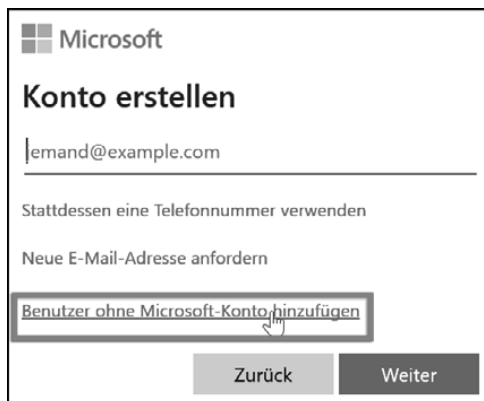 Microsoft
Konto erstellen
jemand@example.com
Stattdessen eine Telefonnummer verwenden
Neue E-Mail-Adresse anfordern
Benutzer ohne Microsoft-Konto hinzufügen
Zurück
Weiter